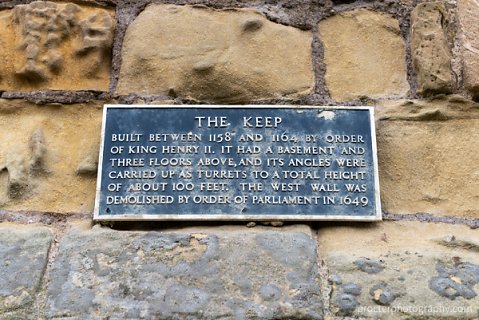 THE KEEP
BUILT BETWEEN 1158 AND 1164 BY ORDER
OF KING HENRY II. IT HAD A BASEMENT AND
THREE FLOORS ABOVE, AND ITS ANGLES WERE
CARRIED UP AS TURRETS TO A TOTAL HEIGHT
OF ABOUT 100 FEET. THE WEST WALL WAS
DEMOLISHED BY ORDER OF PARLIAMENT IN 1649.
procterphotography.com